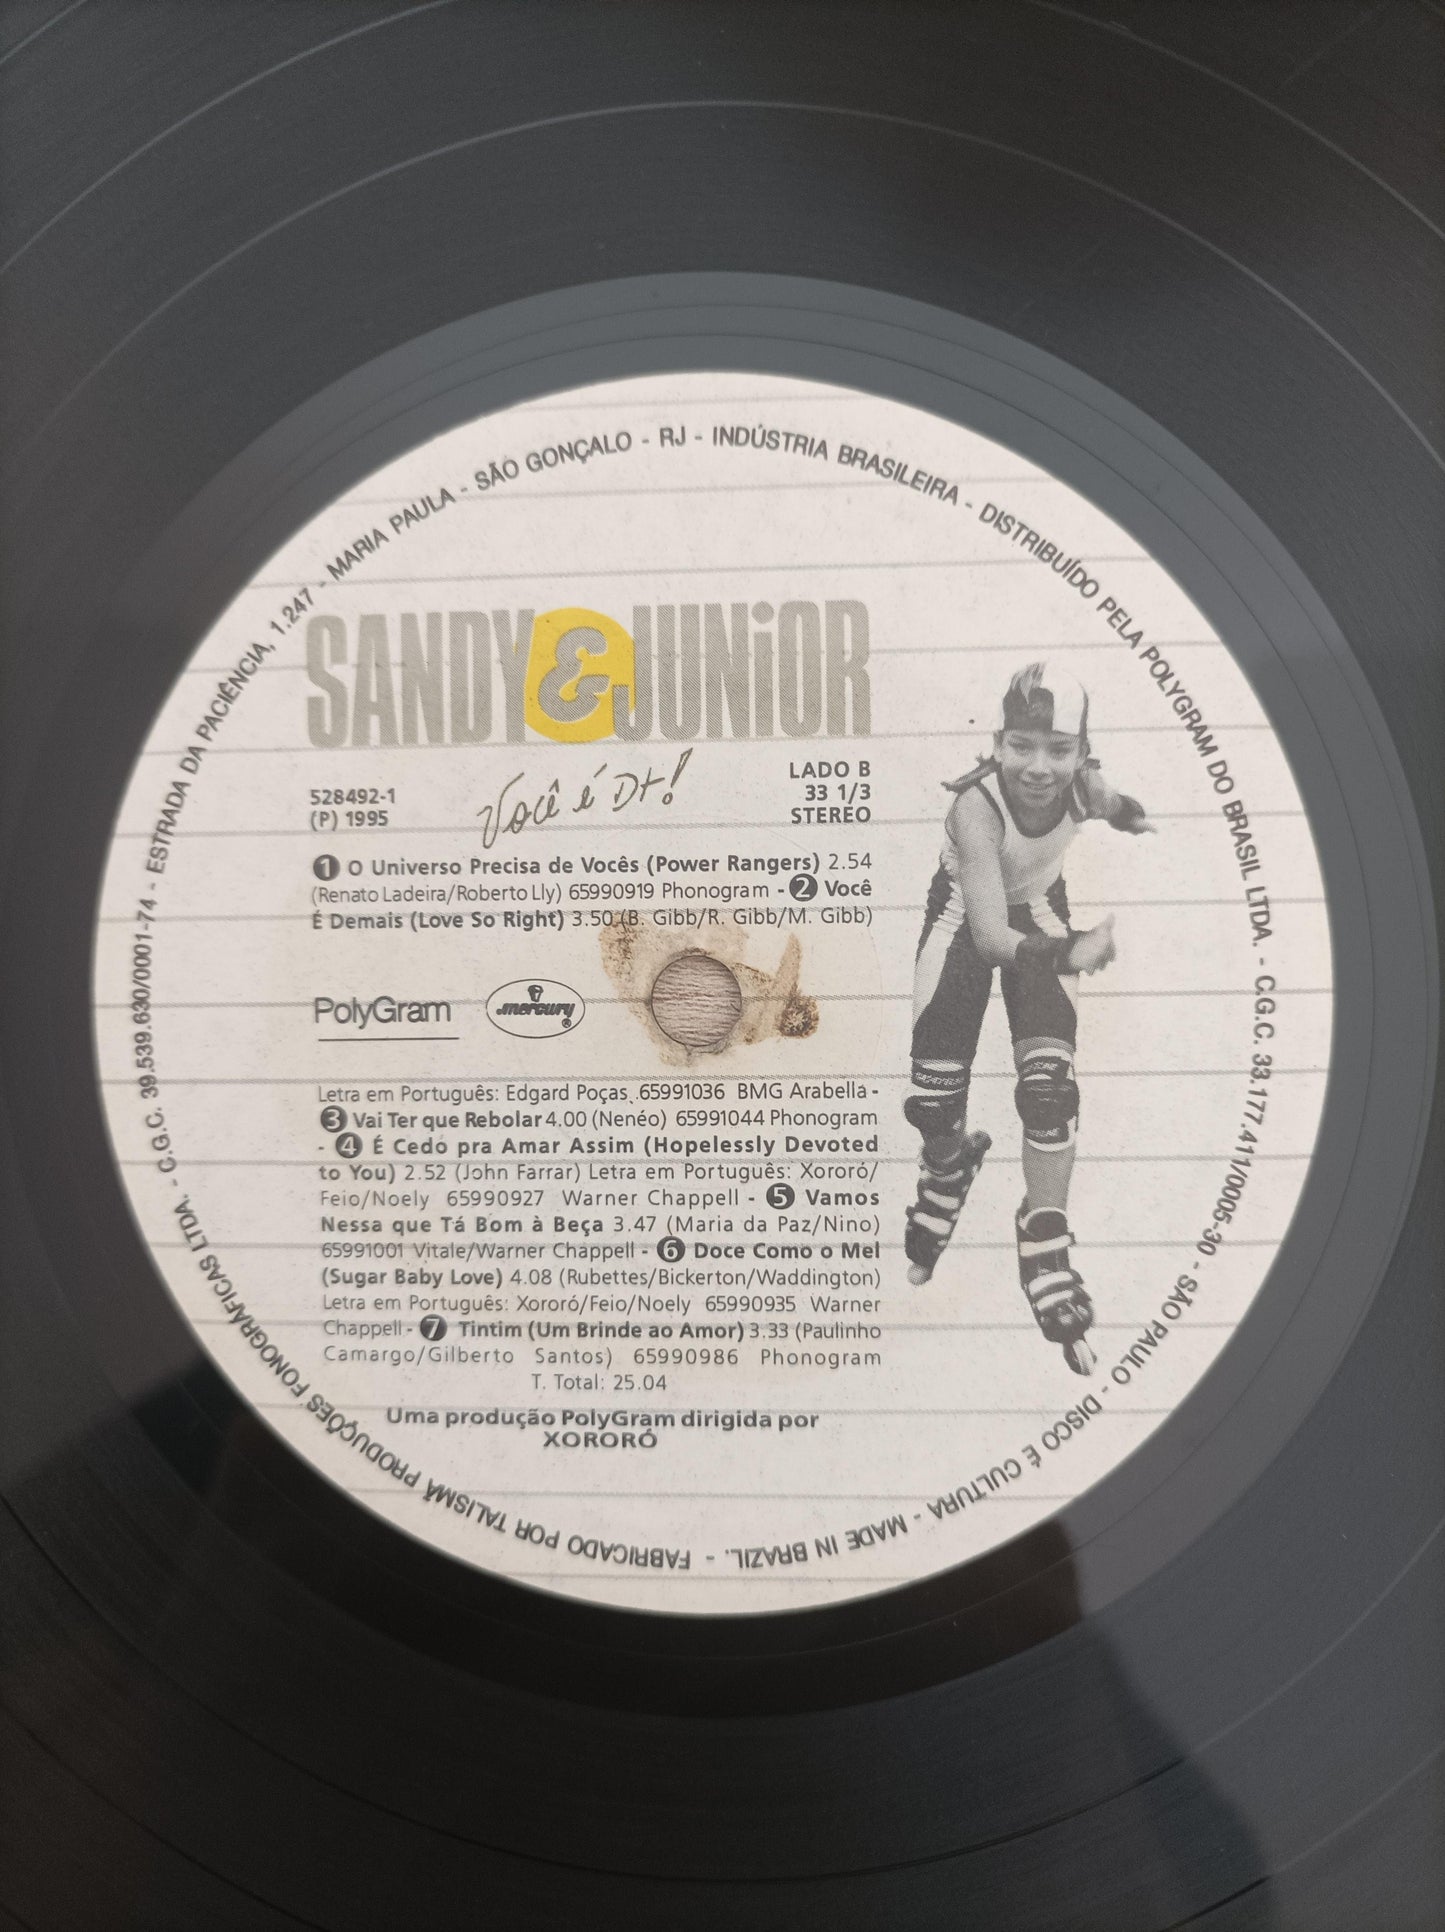 ESTRADA DA PACIÊNCIA, 1.247 - MARIA PAULA - SÃO GONÇALO - RJ - INDÚSTRIA BRASILEIRA - DISTRIBUÍDO PELA POLYGRAM DO BRASIL LTDA. - C.G.C. 33.177.411/0005-30 - SÃO PAULO - DISCO É CULTURA - MADE IN BRAZIL. - FABRICADO POR TALISMÃ PRODUÇÕES FONOGRÁFICAS LTDA. - C.G.C. 39.539.630/0001-74 -
SANDY & JUNIOR
Você é D+!
528492-1
(P) 1995
LADO B
33 1/3
STEREO
1 O Universo Precisa de Vocês (Power Rangers) 2.54
(Renato Ladeira/Roberto Lly) 65990919 Phonogram - 2 Você
É Demais (Love So Right) 3.50 (B. Gibb/R. Gibb/M. Gibb)
PolyGram
mercury ®
Letra em Português: Edgard Poças 65991036 BMG Arabella -
3 Vai Ter que Rebolar 4.00 (Nenéo) 65991044 Phonogram
- 4 É Cedo pra Amar Assim (Hopelessly Devoted
to You) 2.52 (John Farrar) Letra em Português: Xororó/
Feio/Noely 65990927 Warner Chappell - 5 Vamos
Nessa que Tá Bom à Beça 3.47 (Maria da Paz/Nino)
65991001 Vitale/Warner Chappell - 6 Doce Como o Mel
(Sugar Baby Love) 4.08 (Rubettes/Bickerton/Waddington)
Letra em Português: Xororó/Feio/Noely 65990935 Warner
Chappell - 7 Tintim (Um Brinde ao Amor) 3.33 (Paulinho
Camargo/Gilberto Santos) 65990986 Phonogram
T. Total: 25.04
Uma produção PolyGram dirigida por
XORORÓ